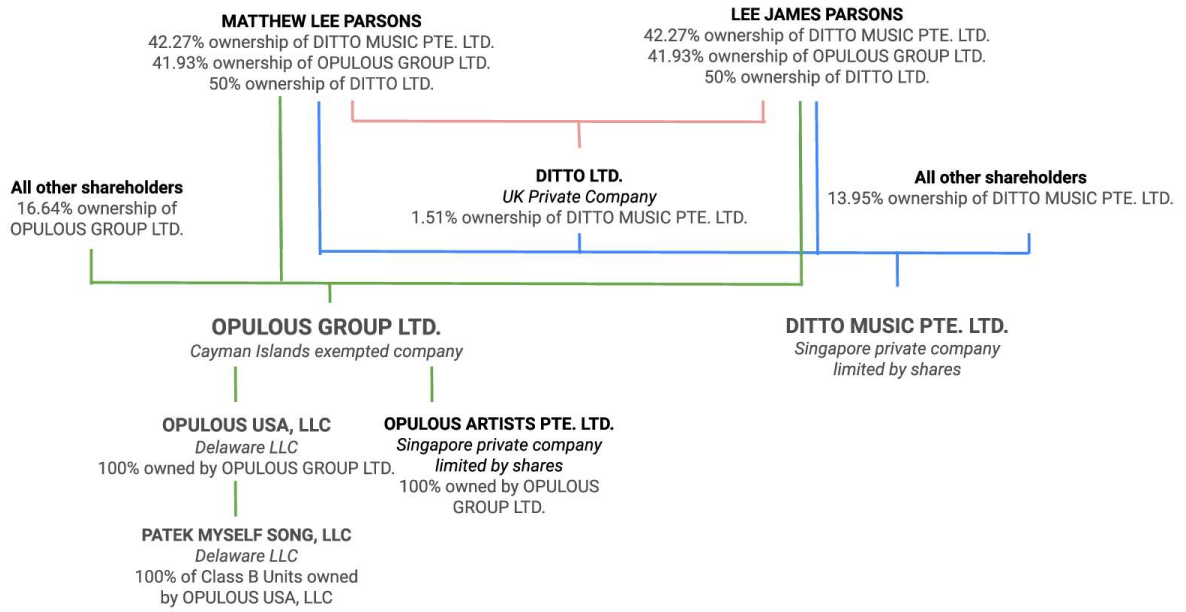 MATTHEW LEE PARSONS
42.27% ownership of DITTO MUSIC PTE. LTD.
41.93% ownership of OPULOUS GROUP LTD.
50% ownership of DITTO LTD.
LEE JAMES PARSONS
42.27% ownership of DITTO MUSIC PTE. LTD.
41.93% ownership of OPULOUS GROUP LTD.
50% ownership of DITTO LTD.
All other shareholders
16.64% ownership of
OPULOUS GROUP LTD.
DITTO LTD.
UK Private Company
1.51% ownership of DITTO MUSIC PTE. LTD.
All other shareholders
13.95% ownership of DITTO MUSIC PTE. LTD.
OPULOUS GROUP LTD.
Cayman Islands exempted company
DITTO MUSIC PTE. LTD.
Singapore private company
limited by shares
OPULOUS USA, LLC
Delaware LLC
100% owned by OPULOUS GROUP LTD.
OPULOUS ARTISTS PTE. LTD.
Singapore private company
limited by shares
100% owned by OPULOUS
GROUP LTD.
PATEK MYSELF SONG, LLC
Delaware LLC
100% of Class B Units owned
by OPULOUS USA, LLC